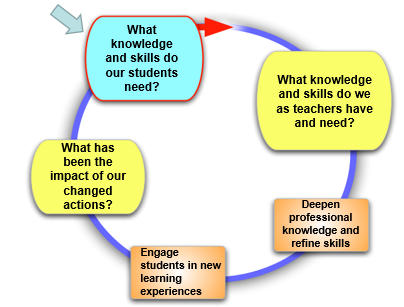 What
knowledge
and skills do
our students
need?
What knowledge
and skills do we
as teachers have
and need?
Deepen
professional
knowledge and
refine skills
Engage
students in new
learning
experiences
What has
been the
impact of our
changed
actions?